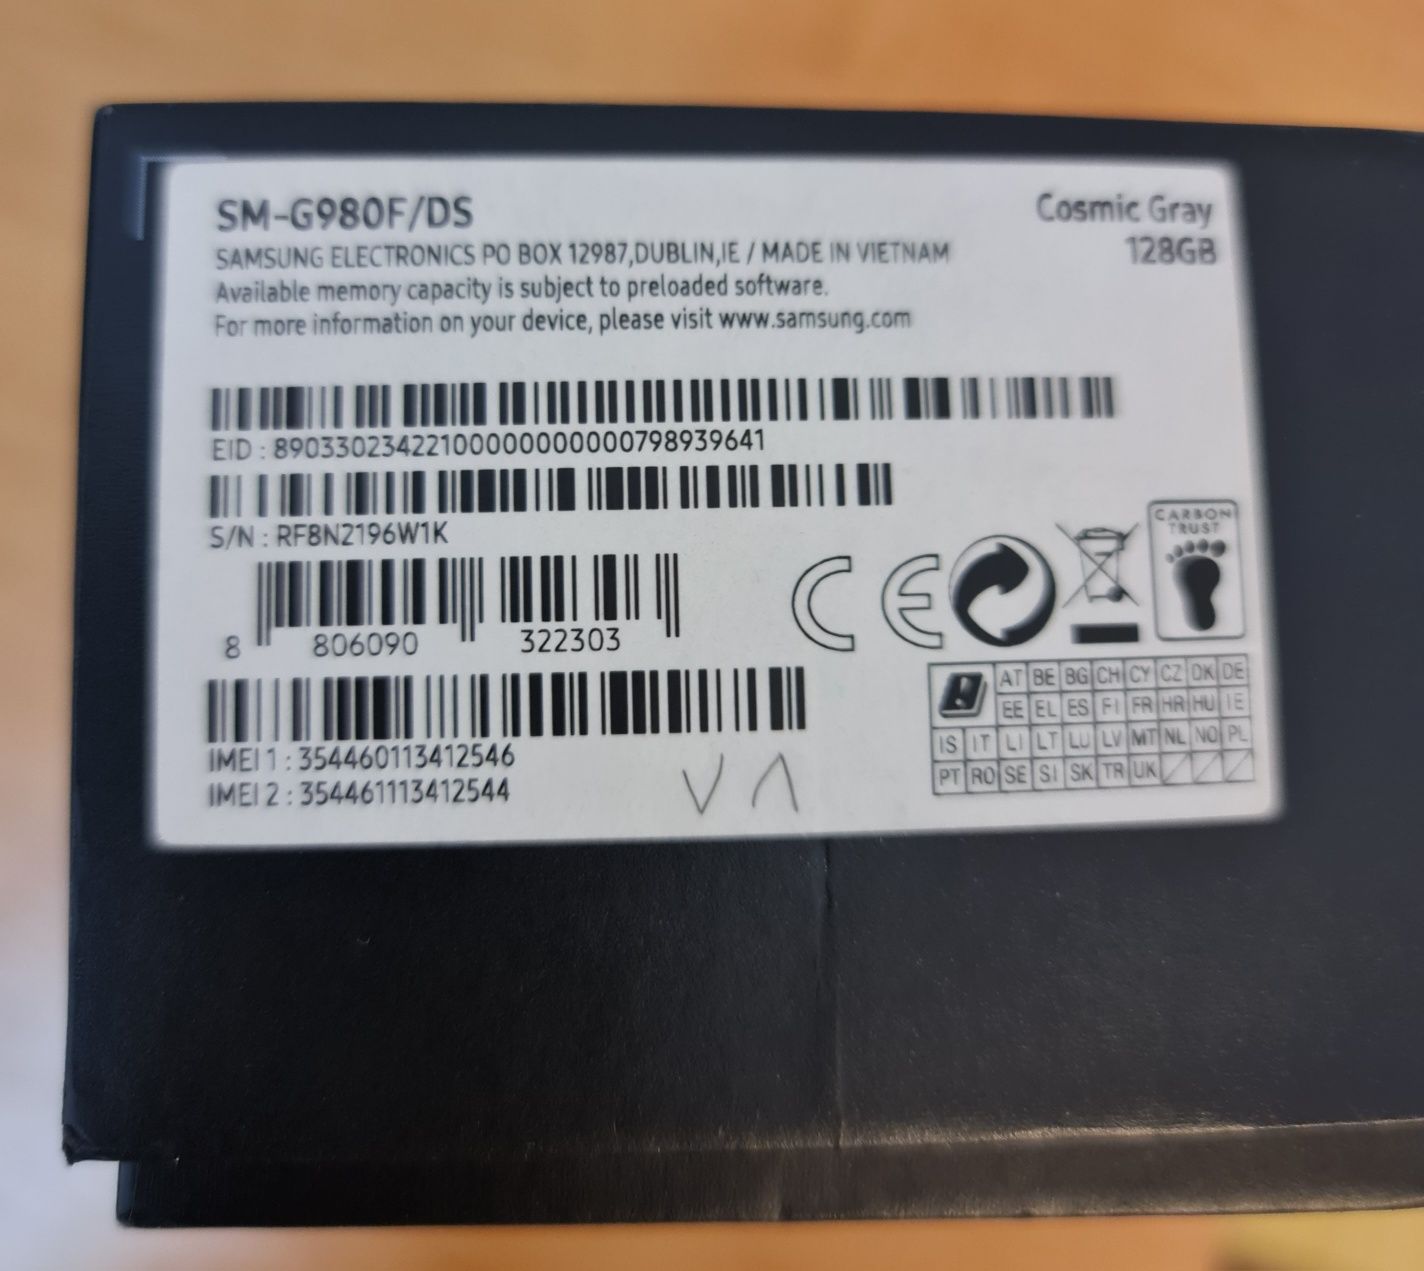 SM-G980F/DS
Cosmic Gray
128GB
SAMSUNG ELECTRONICS PO BOX 12987,DUBLIN,IE / MADE IN VIETNAM
Available memory capacity is subject to preloaded software.
For more information on your device, please visit www.samsung.com
EID : 89033023422100000000000798939641
S/N : RF8N2196W1K
8 806090 322303
CE
CARBON
TRUST
IMEI 1 : 354460113412546
IMEI 2 : 354461113412544
AT BE BG CH CY CZ DK DE
EE EL ES FI FR HR HU IE
IS IT LI LT LU LV MT NL NO PL
PT RO SE SI SK TR UK